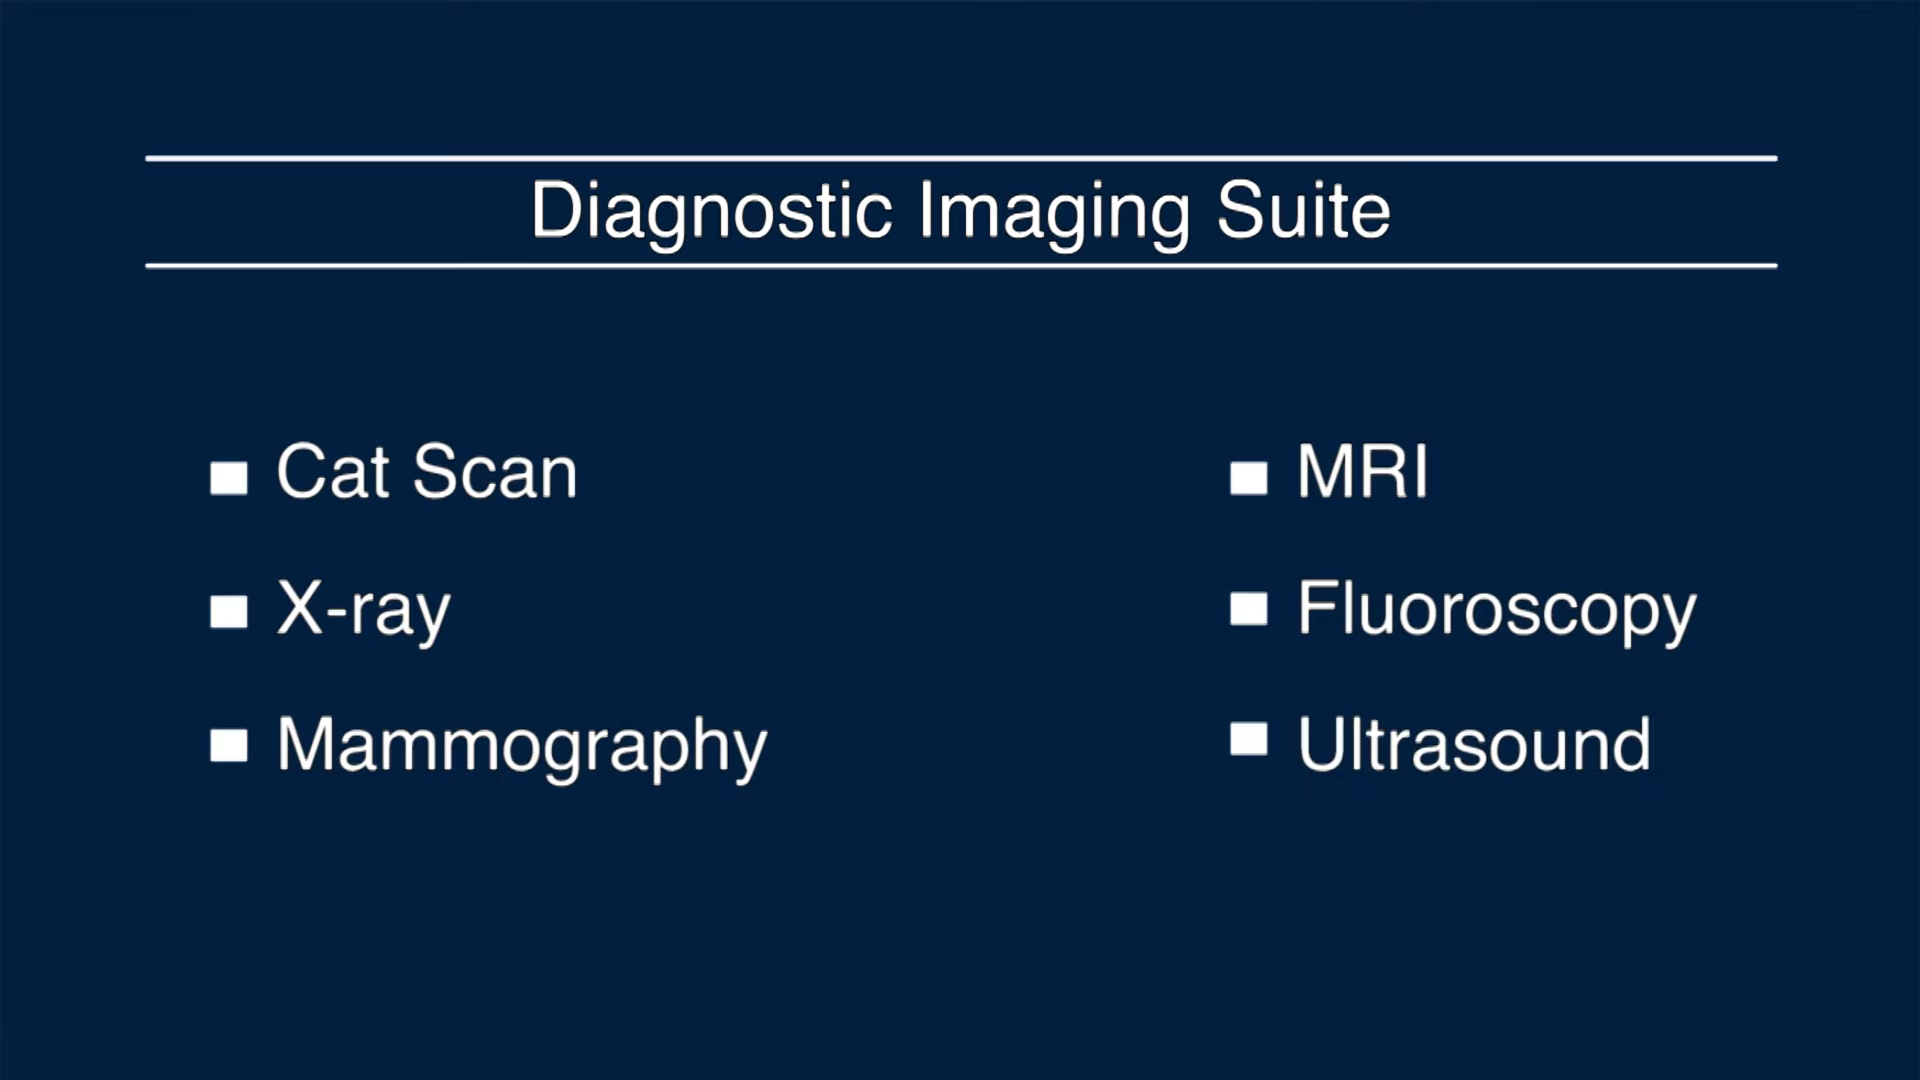 Diagnostic Imaging Suite
Cat Scan
X-ray
Mammography
MRI
Fluoroscopy
Ultrasound